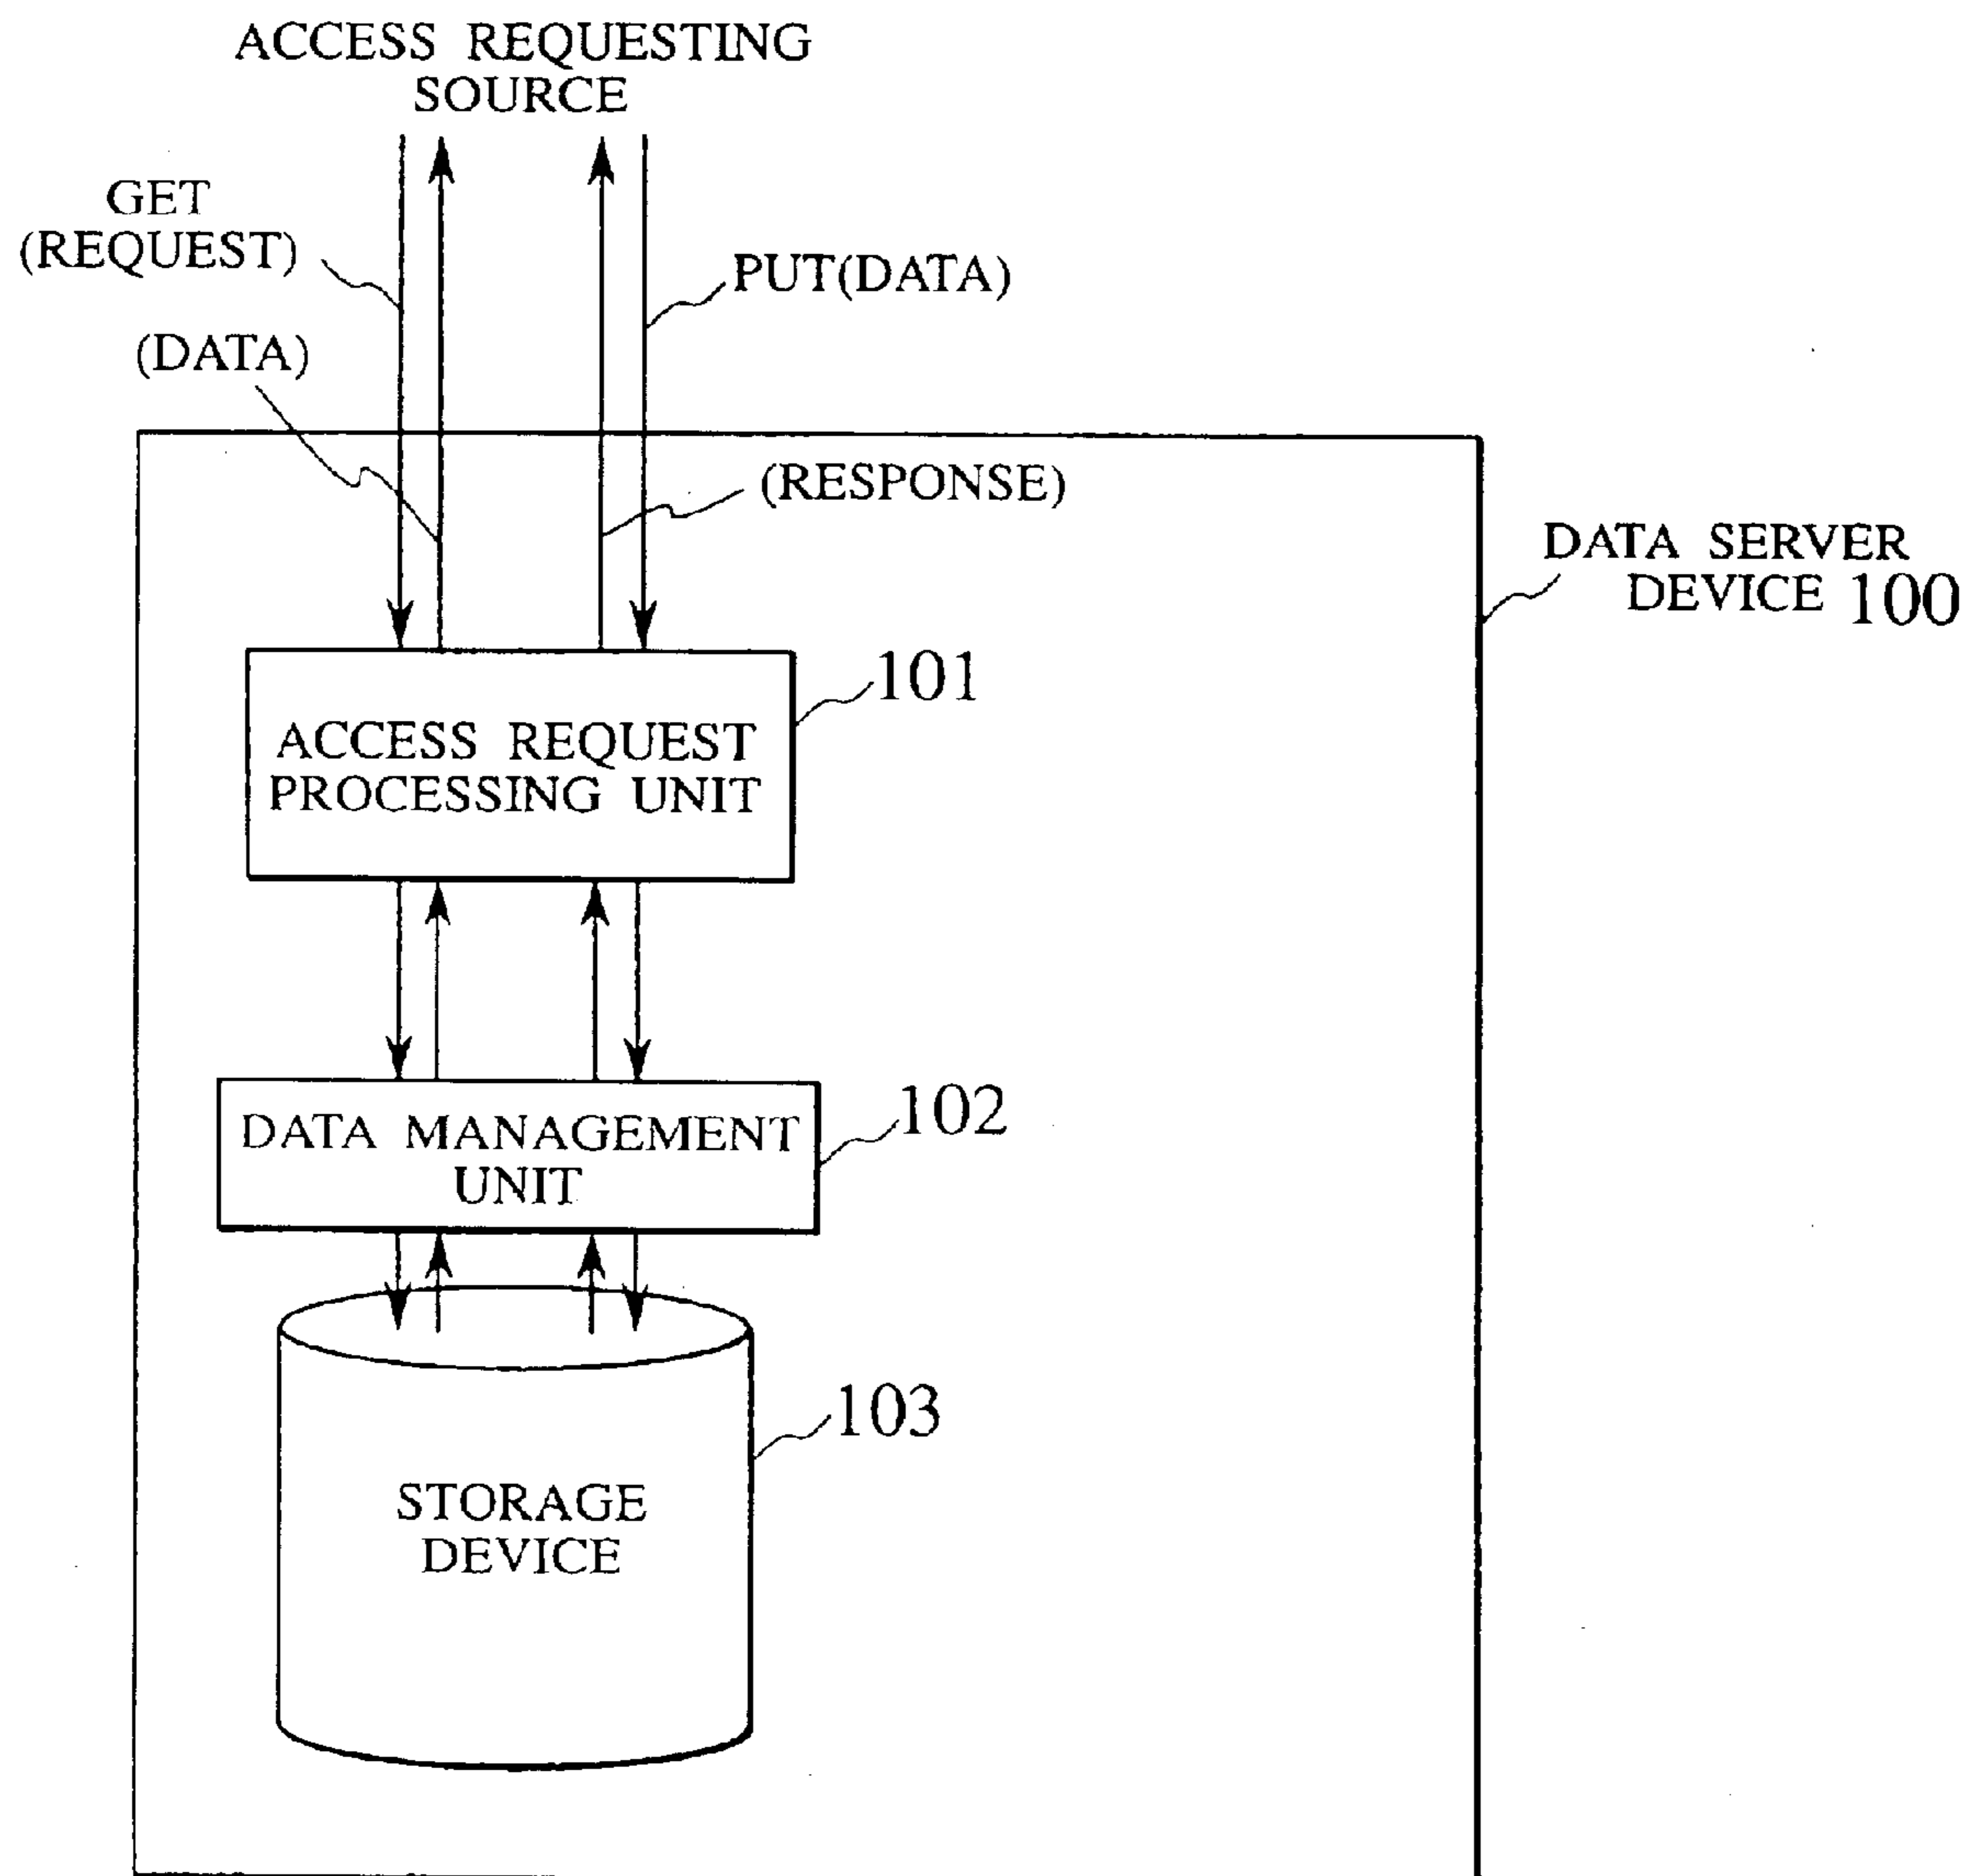 ACCESS REQUESTING
SOURCE
GET
(REQUEST)
PUT(DATA)
(DATA)
(RESPONSE)
DATA SERVER
DEVICE 100
101
ACCESS REQUEST
PROCESSING UNIT
102
DATA MANAGEMENT
UNIT
103
STORAGE
DEVICE